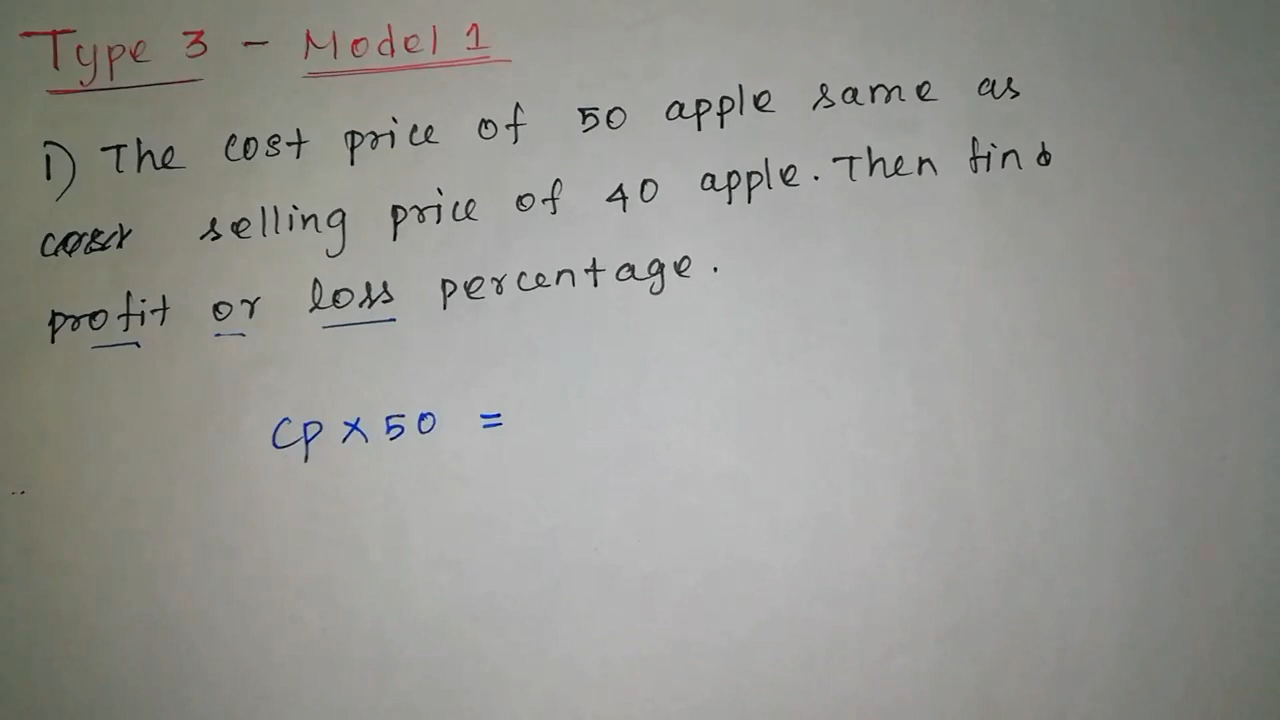 Type 3 - Model 1
1) The cost price of 50 apple same as
selling price of 40 apple. Then find
profit or loss percentage.
CP × 50 =